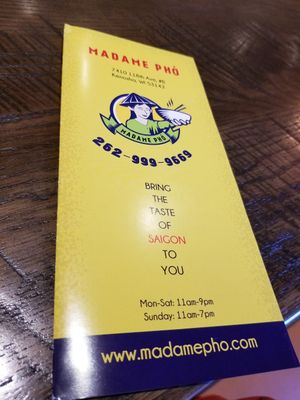 MADAME PHỞ
7410 118th Ave, #B
Kenosha, WI 53142
MADAME PHỞ
262-999-9669
BRING
THE
TASTE
OF
SAIGON
TO
YOU
Mon-Sat: 11am-9pm
Sunday: 11am-7pm
www.madamepho.com